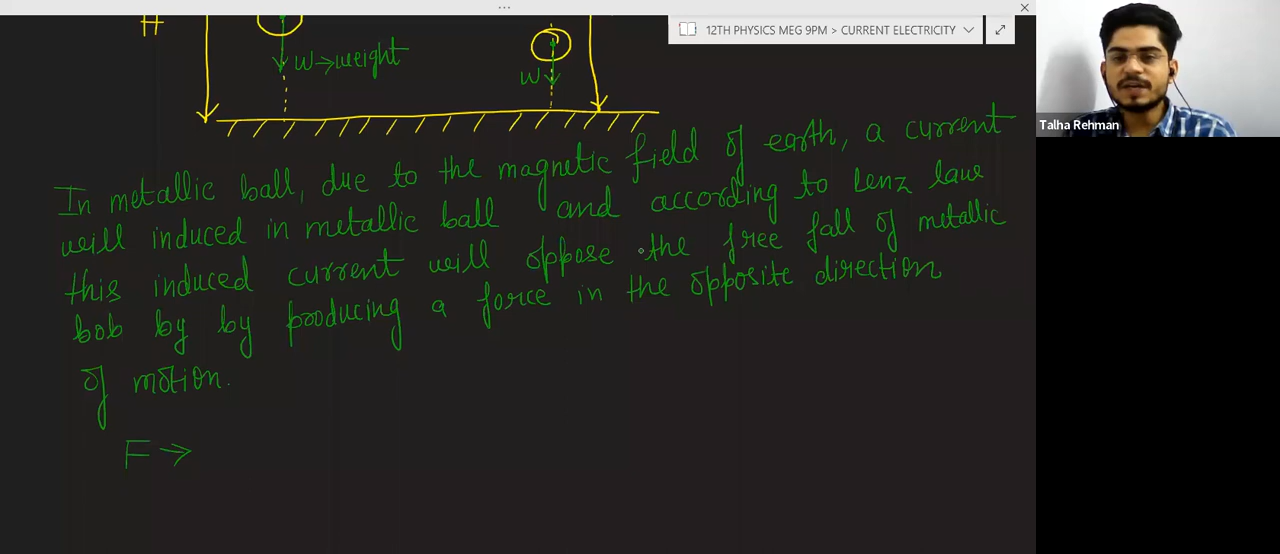 ...
12TH PHYSICS MEG 9PM > CURRENT ELECTRICITY
H
W→weight
W
Talha Rehman
In metallic ball, due to the magnetic field of earth, a current
will induced in metallic ball and according to Lenz law
this induced current will oppose the free fall of metallic
bob by by producing a force in the opposite direction
of motion.
F →